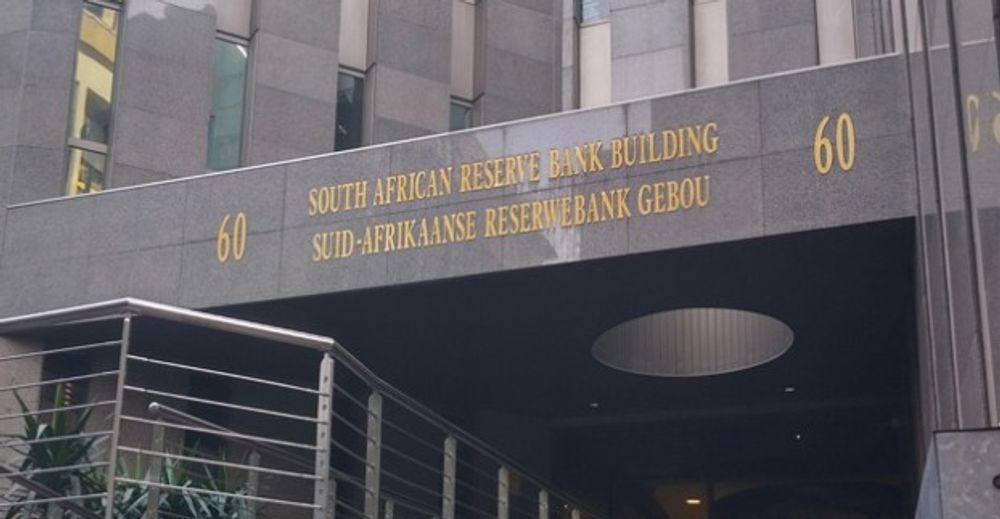 SOUTH AFRICAN RESERVE BANK BUILDING
60 SUID-AFRIKAANSE RESERWEBANK GEBOU 60